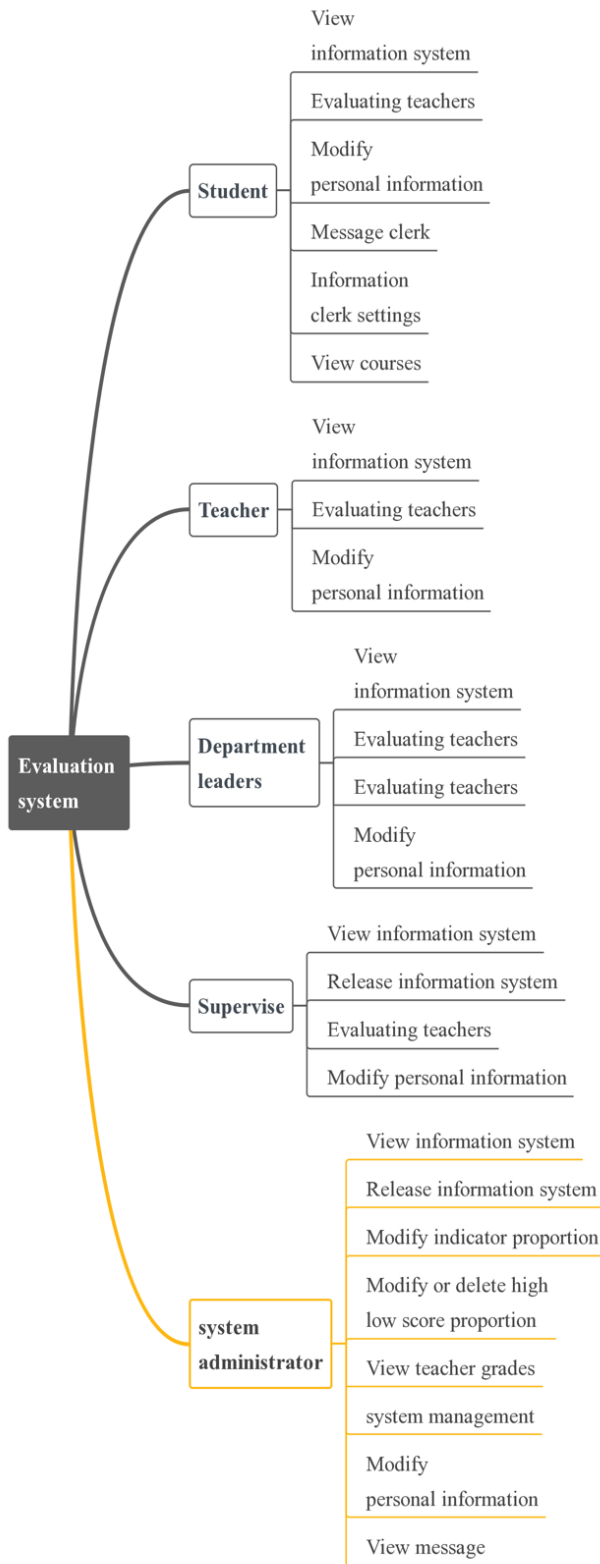 View
information system
Evaluating teachers
Modify
personal information
Student
Message clerk
Information
clerk settings
View courses
View
information system
Teacher
Evaluating teachers
Modify
personal information
View
information system
Department
leaders
Evaluating teachers
Evaluating teachers
Modify
personal information
Evaluation
system
View information system
Release information system
Supervise
Evaluating teachers
Modify personal information
View information system
Release information system
Modify indicator proportion
Modify or delete high
low score proportion
system
administrator
View teacher grades
system management
Modify
personal information
View message